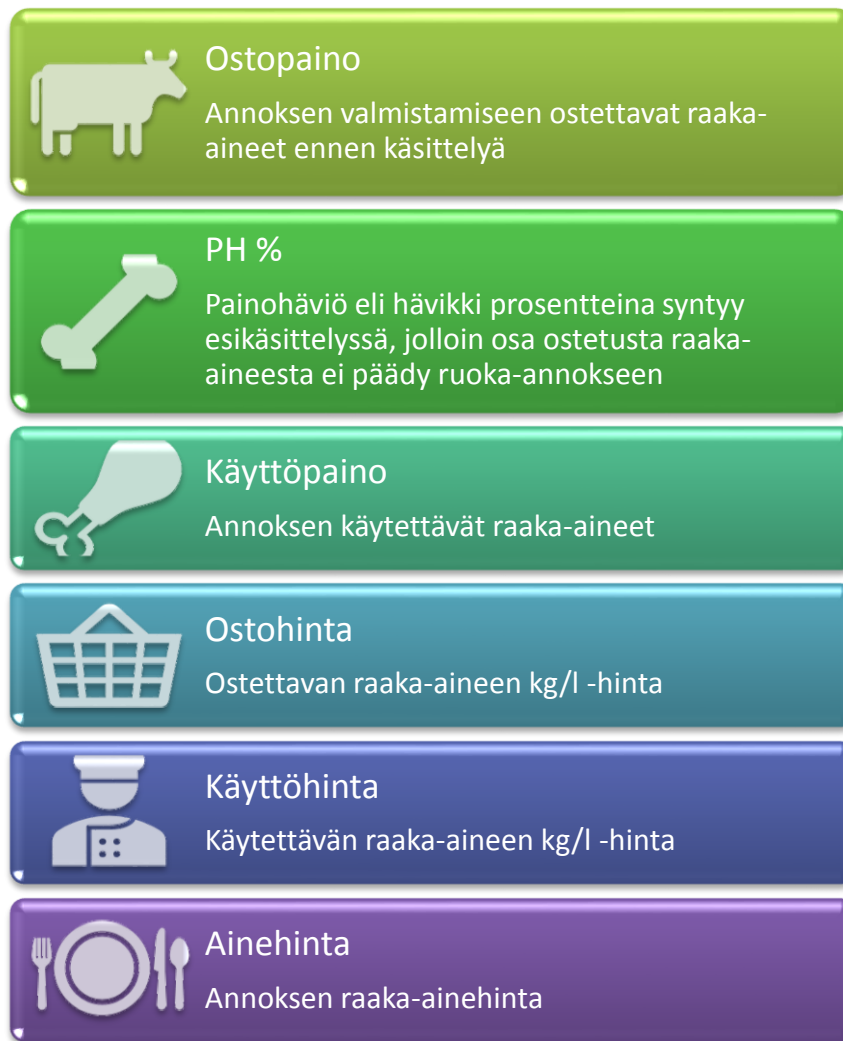 Ostopaino
Annoksen valmistamiseen ostettavat raaka-
aineet ennen käsittelyä
PH %
Painohäviö eli hävikki prosentteina syntyy
esikäsittelyssä, jolloin osa ostetusta raaka-
aineesta ei päädy ruoka-annokseen
Käyttöpaino
Annoksen käytettävät raaka-aineet
Ostohinta
Ostettavan raaka-aineen kg/l -hinta
Käyttöhinta
Käytettävän raaka-aineen kg/l -hinta
Ainehinta
Annoksen raaka-ainehinta